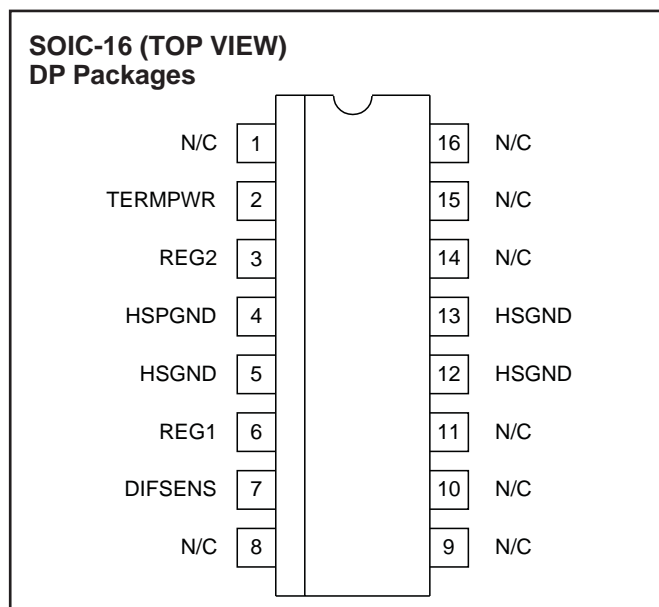 SOIC-16 (TOP VIEW)
DP Packages
N/C 1 16 N/C
TERMPWR 2 15 N/C
REG2 3 14 N/C
HSPGND 4 13 HSGND
HSGND 5 12 HSGND
REG1 6 11 N/C
DIFSENS 7 10 N/C
N/C 8 9 N/C